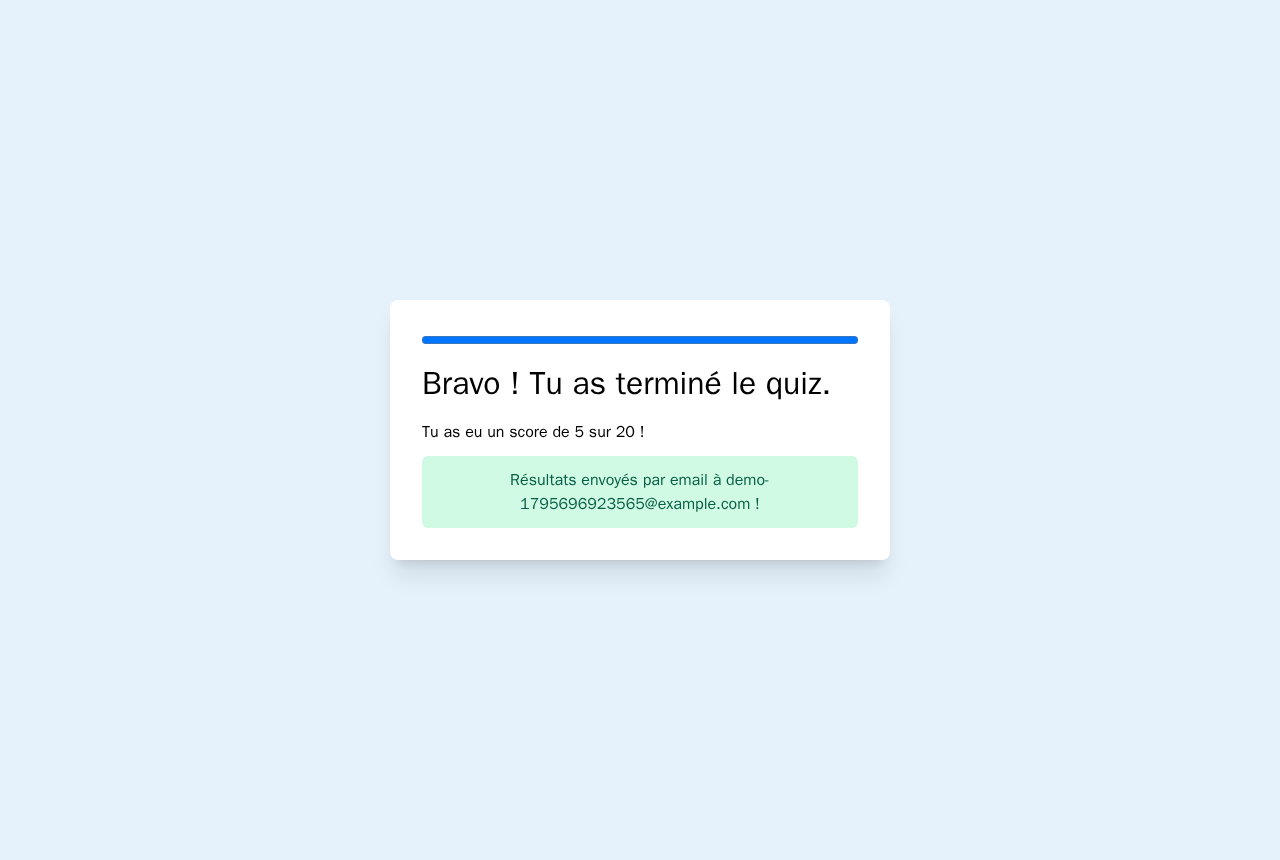 Bravo ! Tu as terminé le quiz.
Tu as eu un score de 5 sur 20 !
Résultats envoyés par email à demo-
1795696923565@example.com !